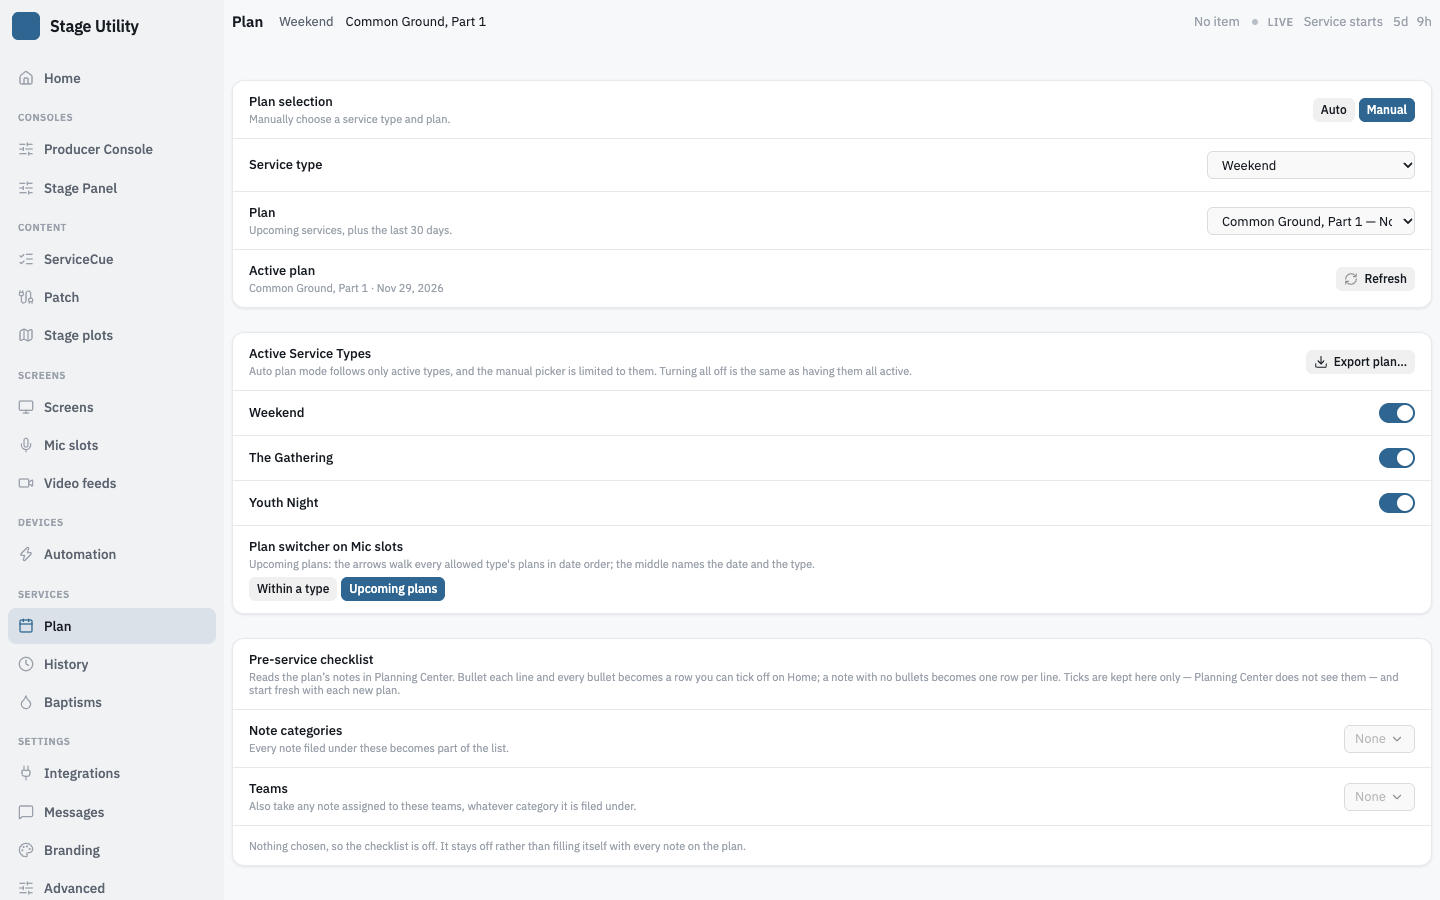 Stage Utility
Home
CONSOLES
Producer Console
Stage Panel
CONTENT
ServiceCue
Patch
Stage plots
SCREENS
Screens
Mic slots
Video feeds
DEVICES
Automation
SERVICES
Plan
History
Baptisms
SETTINGS
Integrations
Messages
Branding
Advanced
Plan Weekend Common Ground, Part 1
No item LIVE Service starts 5d 9h
Plan selection
Manually choose a service type and plan.
Auto Manual
Service type
Weekend
Plan
Upcoming services, plus the last 30 days.
Common Ground, Part 1 — Nc
Active plan
Common Ground, Part 1 · Nov 29, 2026
Refresh
Active Service Types
Auto plan mode follows only active types, and the manual picker is limited to them. Turning all off is the same as having them all active.
Export plan...
Weekend
The Gathering
Youth Night
Plan switcher on Mic slots
Upcoming plans: the arrows walk every allowed type's plans in date order; the middle names the date and the type.
Within a type Upcoming plans
Pre-service checklist
Reads the plan's notes in Planning Center. Bullet each line and every bullet becomes a row you can tick off on Home; a note with no bullets becomes one row per line. Ticks are kept here only — Planning Center does not see them — and
start fresh with each new plan.
Note categories
Every note filed under these becomes part of the list.
None
Teams
Also take any note assigned to these teams, whatever category it is filed under.
None
Nothing chosen, so the checklist is off. It stays off rather than filling itself with every note on the plan.